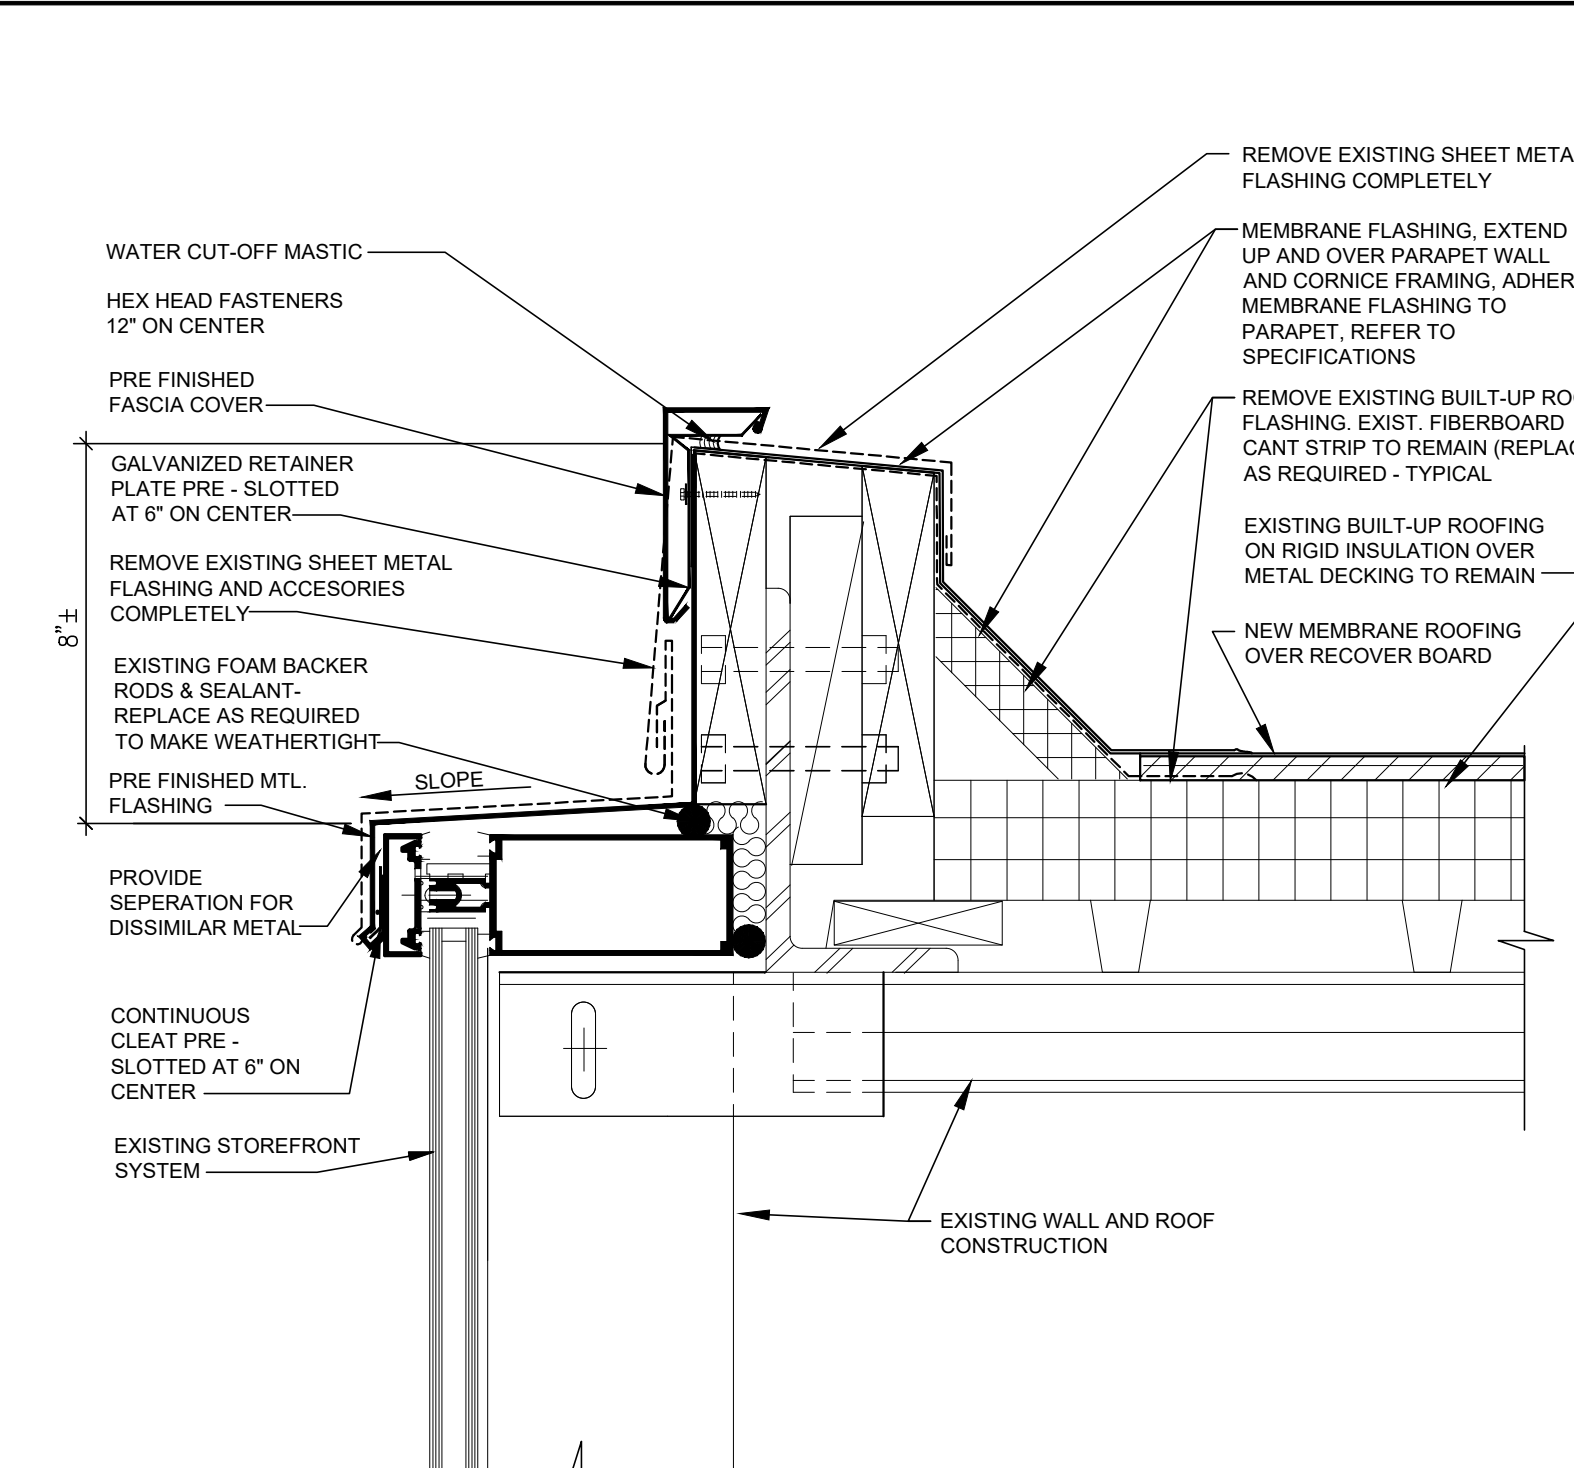 WATER CUT-OFF MASTIC
HEX HEAD FASTENERS
12" ON CENTER
PRE FINISHED
FASCIA COVER
GALVANIZED RETAINER
PLATE PRE - SLOTTED
AT 6" ON CENTER
REMOVE EXISTING SHEET METAL
FLASHING AND ACCESORIES
COMPLETELY
8"±
EXISTING FOAM BACKER
RODS & SEALANT-
REPLACE AS REQUIRED
TO MAKE WEATHERTIGHT
PRE FINISHED MTL.
FLASHING
SLOPE
PROVIDE
SEPERATION FOR
DISSIMILAR METAL
CONTINUOUS
CLEAT PRE -
SLOTTED AT 6" ON
CENTER
EXISTING STOREFRONT
SYSTEM
REMOVE EXISTING SHEET META
FLASHING COMPLETELY
MEMBRANE FLASHING, EXTEND
UP AND OVER PARAPET WALL
AND CORNICE FRAMING, ADHER
MEMBRANE FLASHING TO
PARAPET, REFER TO
SPECIFICATIONS
REMOVE EXISTING BUILT-UP ROO
FLASHING. EXIST. FIBERBOARD
CANT STRIP TO REMAIN (REPLAC
AS REQUIRED - TYPICAL
EXISTING BUILT-UP ROOFING
ON RIGID INSULATION OVER
METAL DECKING TO REMAIN
NEW MEMBRANE ROOFING
OVER RECOVER BOARD
EXISTING WALL AND ROOF
CONSTRUCTION